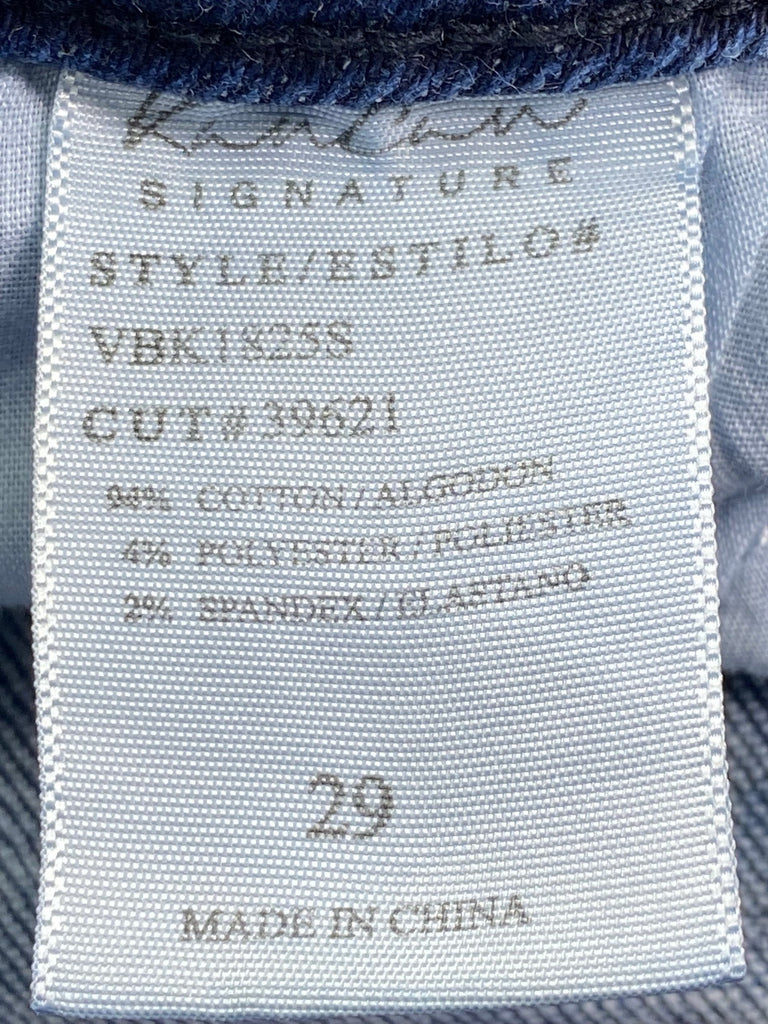 KanCan
SIGNATURE
STYLE/ESTILO#
VBK1825S
CUT#39621
94% COTTON/ALGODON
4% POLYESTER/POLIESTER
2% SPANDEX/ELASTANO
29
MADE IN CHINA